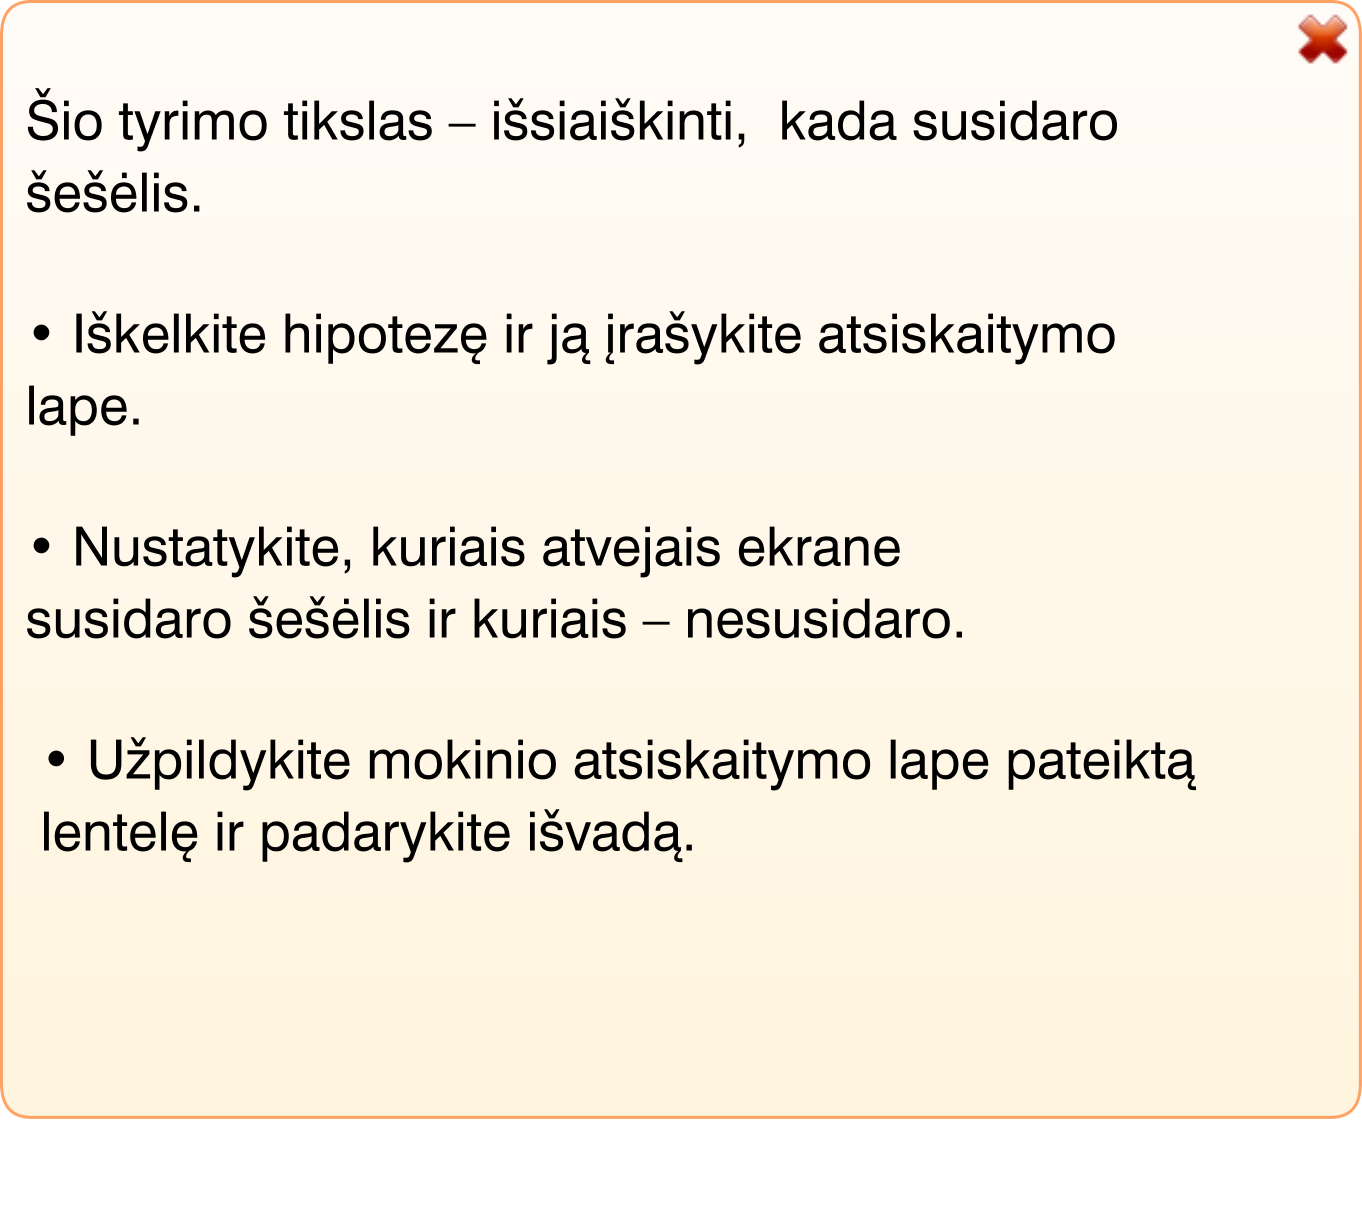 Šio tyrimo tikslas – išsiaiškinti,  kada susidaro
šešėlis.
• Iškelkite hipotezę ir ją įrašykite atsiskaitymo
lape.
• Nustatykite, kuriais atvejais ekrane
susidaro šešėlis ir kuriais – nesusidaro.
• Užpildykite mokinio atsiskaitymo lape pateiktą
lentelę ir padarykite išvadą.